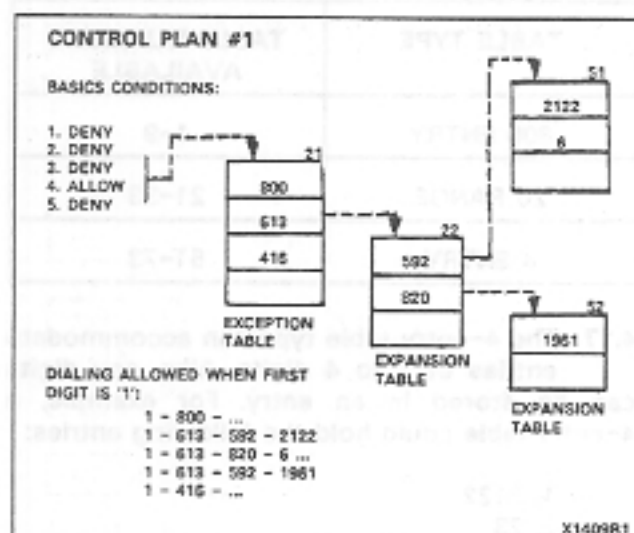 CONTROL PLAN #1
BASICS CONDITIONS:
1. DENY
2. DENY
3. DENY
4. ALLOW
5. DENY
21
800
613
416
EXCEPTION
TABLE
22
592
820
EXPANSION
TABLE
51
2122
6
52
1961
EXPANSION
TABLE
DIALING ALLOWED WHEN FIRST
DIGIT IS '1':
1 - 800 - ...
1 - 613 - 592 - 2122
1 - 613 - 820 - 6 ...
1 - 613 - 592 - 1961
1 - 416 - ...
X1409B1